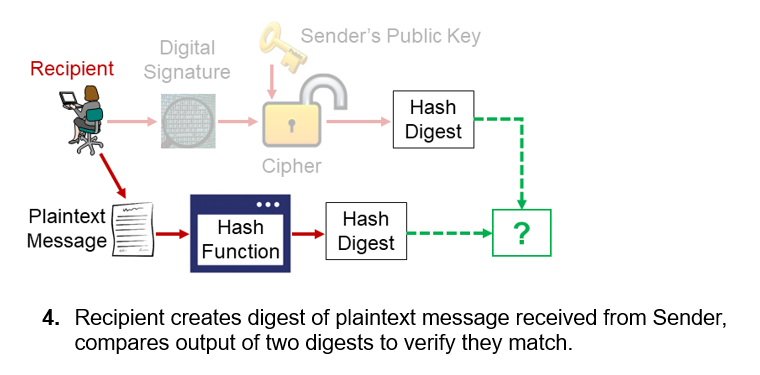 Sender's Public Key
Digital
Signature
Recipient
Hash
Digest
Cipher
Plaintext
Message
Hash
Function
Hash
Digest
?
4. Recipient creates digest of plaintext message received from Sender,
compares output of two digests to verify they match.